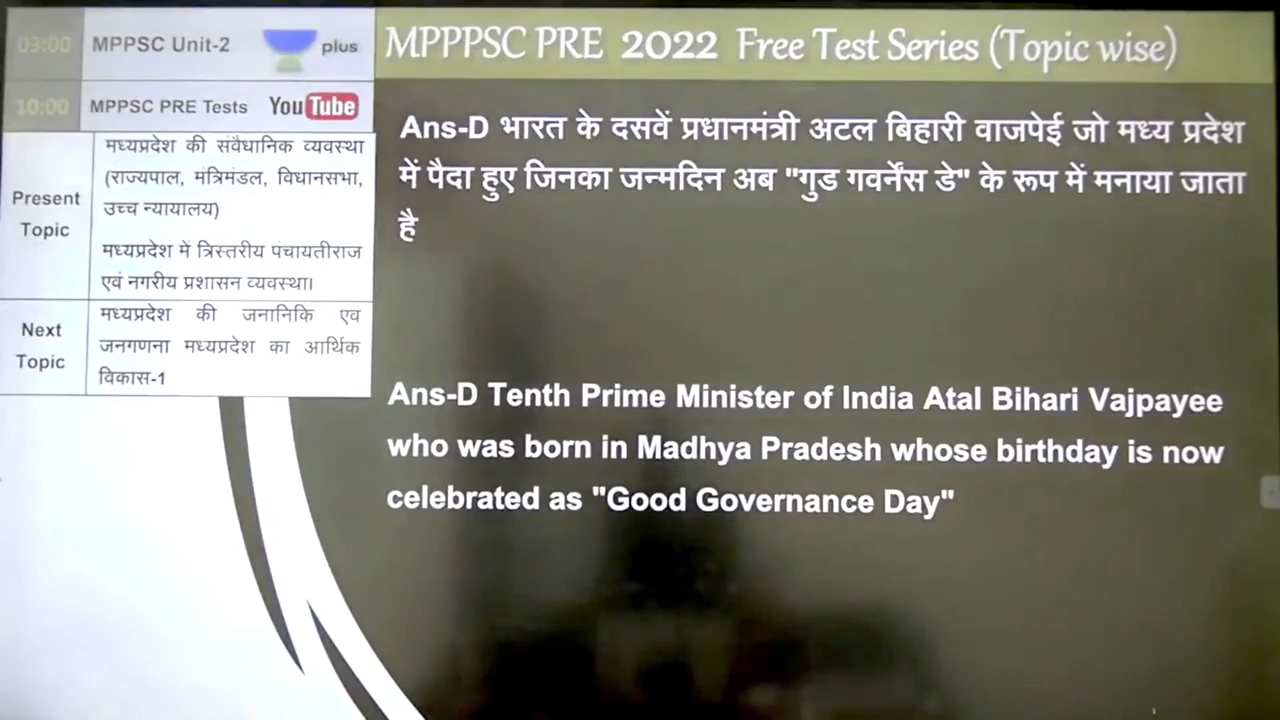 03:00 MPPSC Unit-2 plus
10:00 MPPSC PRE Tests YouTube
Present Topic
मध्यप्रदेश की संवैधानिक व्यवस्था
(राज्यपाल, मंत्रिमंडल, विधानसभा,
उच्च न्यायालय)
मध्यप्रदेश में त्रिस्तरीय पंचायतीराज
एवं नगरीय प्रशासन व्यवस्था।
Next Topic
मध्यप्रदेश की जनानिकि एव
जनगणना मध्यप्रदेश का आर्थिक
विकास-1
MPPPSC PRE 2022 Free Test Series (Topic wise)
Ans-D भारत के दसवें प्रधानमंत्री अटल बिहारी वाजपेई जो मध्य प्रदेश
में पैदा हुए जिनका जन्मदिन अब "गुड गवर्नेंस डे" के रूप में मनाया जाता
है
Ans-D Tenth Prime Minister of India Atal Bihari Vajpayee
who was born in Madhya Pradesh whose birthday is now
celebrated as "Good Governance Day"